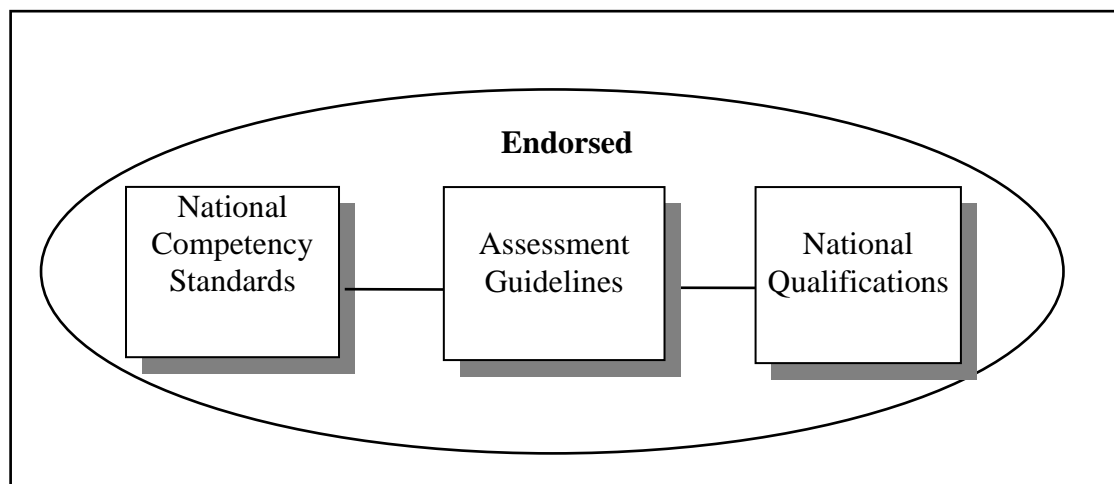 Endorsed
National
Competency
Standards
Assessment
Guidelines
National
Qualifications